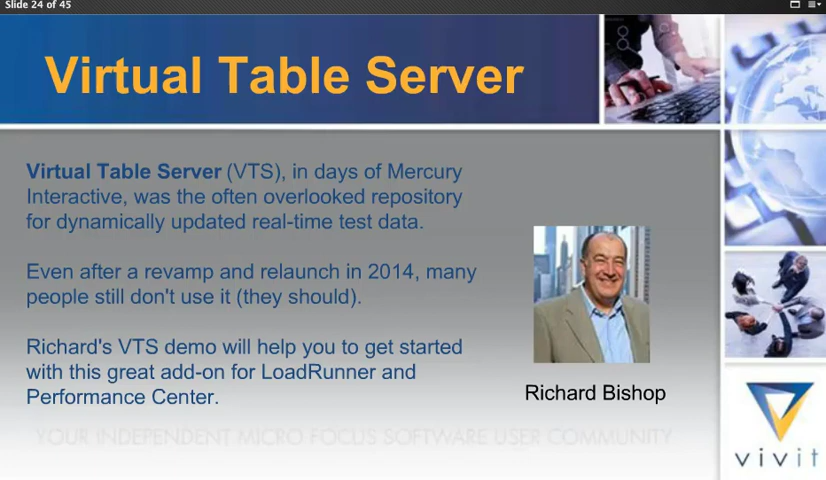 Slide 24 of 45
Virtual Table Server
Virtual Table Server (VTS), in days of Mercury
Interactive, was the often overlooked repository
for dynamically updated real-time test data.
Even after a revamp and relaunch in 2014, many
people still don't use it (they should).
Richard's VTS demo will help you to get started
with this great add-on for LoadRunner and
Performance Center.
Richard Bishop
YOUR INDEPENDENT MICRO FOCUS SOFTWARE USER COMMUNITY
vivit